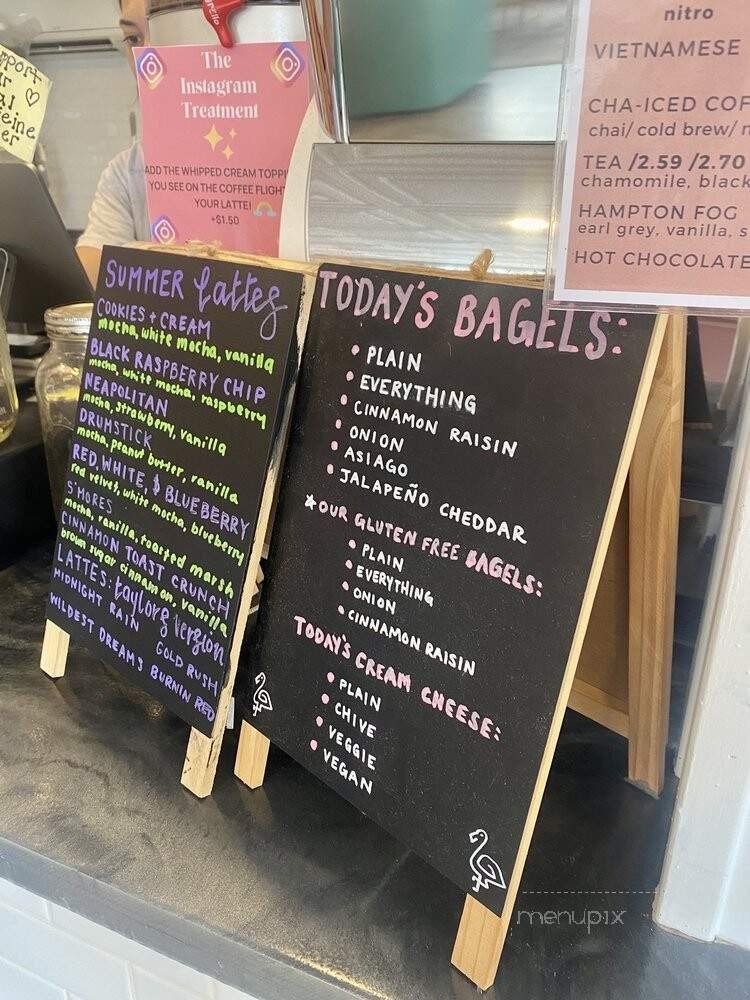 pport
ur
al
eine
er
The
Instagram
Treatment
ADD THE WHIPPED CREAM
YOU SEE ON THE COFFEE
YOUR LATTE!
+$1.50
SUMMER lattes
COOKIES + CREAM
mocha, white mocha, vanilla
BLACK RASPBERRY CHIP
mocha, white mocha, raspberry
NEAPOLITAN
mocha, strawberry, vanilla
DRUMSTICK
mocha, peanut butter, vanilla
RED, WHITE, $ BLUEBERRY
red velvet, white mocha, blueberry
S'MORES
mocha, vanilla, toasted marsh
CINNAMON TOAST CRUNCH
brown sugar cinnamon, vanilla
LATTES: taylors version
MIDNIGHT RAIN GOLD RUSH
WILDEST DREAMS BURNIN RED
TODAY'S BAGELS:
• PLAIN
• EVERYTHING
• CINNAMON RAISIN
• ONION
• ASIAGO
• JALAPEÑO CHEDDAR
*OUR GLUTEN FREE BAGELS:
• PLAIN
• EVERYTHING
• ONION
• CINNAMON RAISIN
TODAY'S CREAM CHEESE:
• PLAIN
• CHIVE
• VEGGIE
• VEGAN
nitro
VIETNAMESE
CHA-ICED COF
chai/ cold brew/
TEA /2.59 /2.70
chamomile, black
HAMPTON FOG
earl grey, vanilla, s
HOT CHOCOLATE
menupix